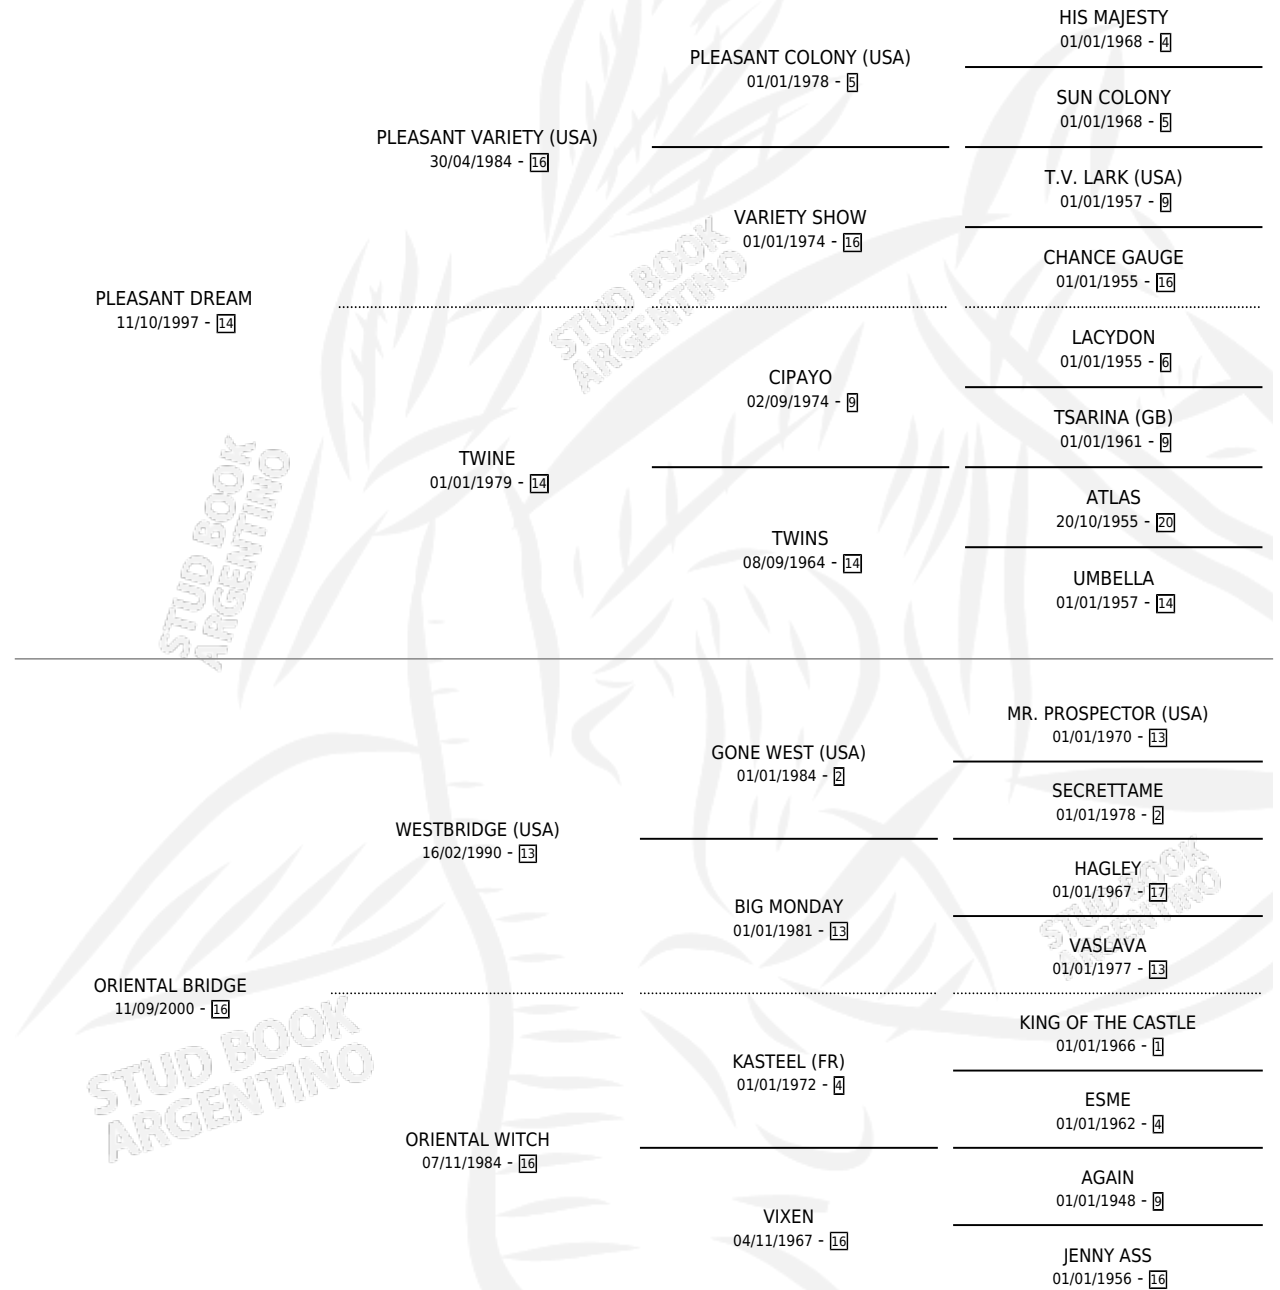 HIS MAJESTY
01/01/1968 - 4
PLEASANT COLONY (USA)
01/01/1978 - 5
SUN COLONY
01/01/1968 - 5
PLEASANT VARIETY (USA)
30/04/1984 - 16
T.V. LARK (USA)
01/01/1957 - 9
VARIETY SHOW
01/01/1974 - 16
CHANCE GAUGE
01/01/1955 - 16
PLEASANT DREAM
11/10/1997 - 14
STUD BOOK
ARGENTINO
LACYDON
01/01/1955 - 6
CIPAYO
02/09/1974 - 9
TSARINA (GB)
01/01/1961 - 9
TWINE
01/01/1979 - 14
ATLAS
20/10/1955 - 20
TWINS
08/09/1964 - 14
UMBELLA
01/01/1957 - 14
STUD BOOK
ARGENTINO
MR. PROSPECTOR (USA)
01/01/1970 - 13
GONE WEST (USA)
01/01/1984 - 2
SECRETTAME
01/01/1978 - 2
WESTBRIDGE (USA)
16/02/1990 - 13
HAGLEY
01/01/1967 - 17
BIG MONDAY
01/01/1981 - 13
STUD BOOK
ARGENTINO
VASLAVA
01/01/1977 - 13
ORIENTAL BRIDGE
11/09/2000 - 16
STUD BOOK
ARGENTINO
KING OF THE CASTLE
01/01/1966 - 1
KASTEEL (FR)
01/01/1972 - 4
ESME
01/01/1962 - 4
ORIENTAL WITCH
07/11/1984 - 16
AGAIN
01/01/1948 - 9
VIXEN
04/11/1967 - 16
JENNY ASS
01/01/1956 - 16